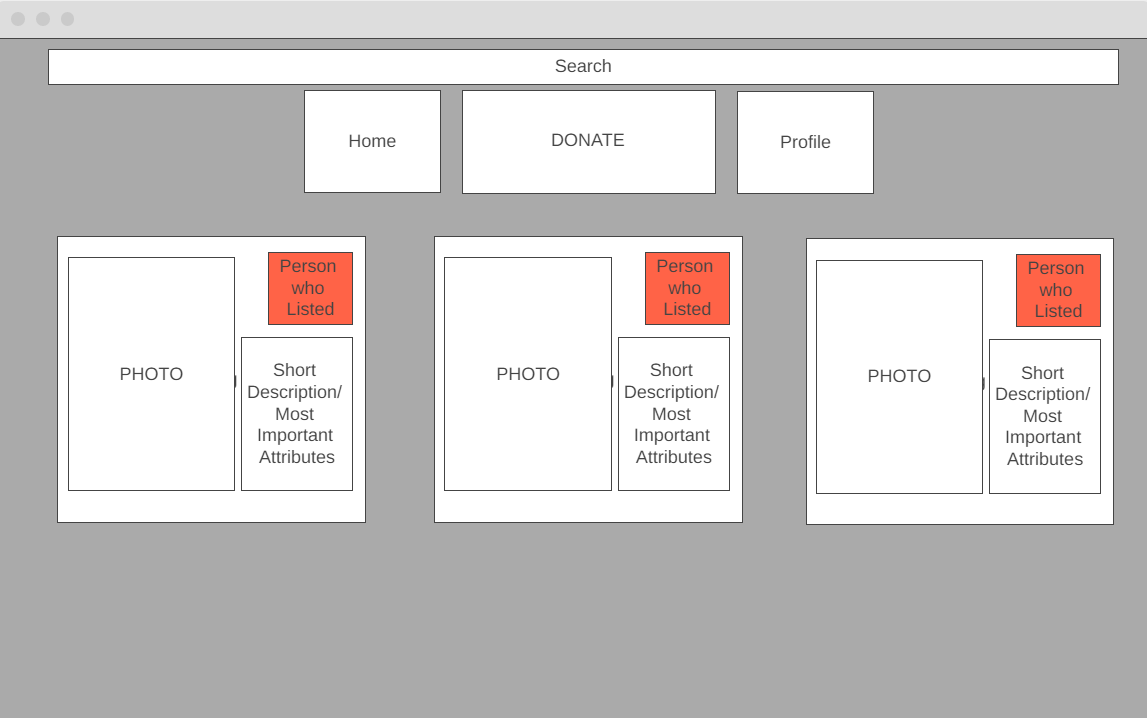 Search
Home
DONATE
Profile
PHOTO
Person
who
Listed
Short
Description/
Most
Important
Attributes
PHOTO
Person
who
Listed
Short
Description/
Most
Important
Attributes
PHOTO
Person
who
Listed
Short
Description/
Most
Important
Attributes